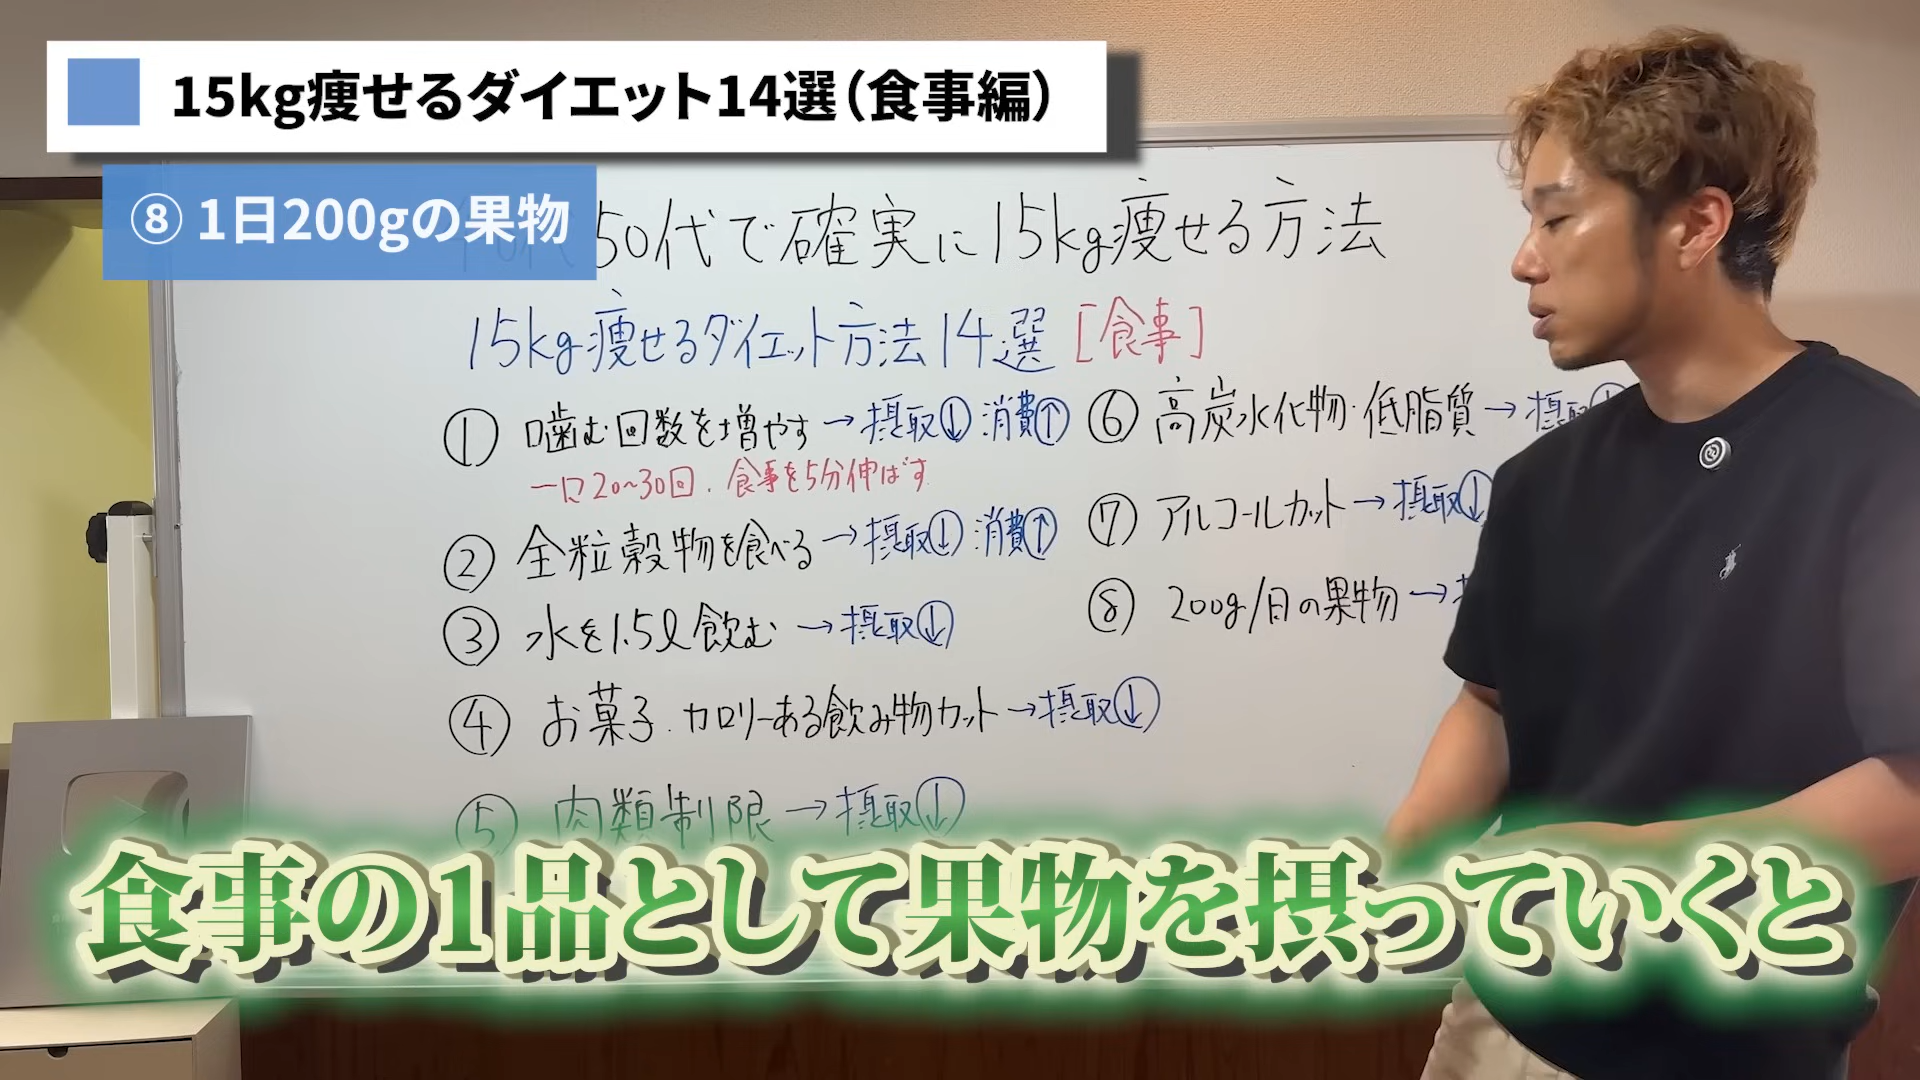 15kg痩せるダイエット14選（食事編）
⑧ 1日200gの果物
50代で確実に15kg痩せる方法
15kg痩せるダイエット方法14選［食事］
① 噛む回数を増やす→摂取↓ 消費↑
一口20〜30回．食事を5分伸ばす
② 全粒穀物を食べる→摂取↓ 消費↑
③ 水を1.5ℓ飲む→摂取↓
④ お菓子．カロリーある飲み物カット→摂取↓
⑤ 肉類制限→摂取↓
⑥ 高炭水化物・低脂質→摂取
⑦ アルコールカット→摂取↓
⑧ 200g/日の果物→
食事の1品として果物を摂っていくと